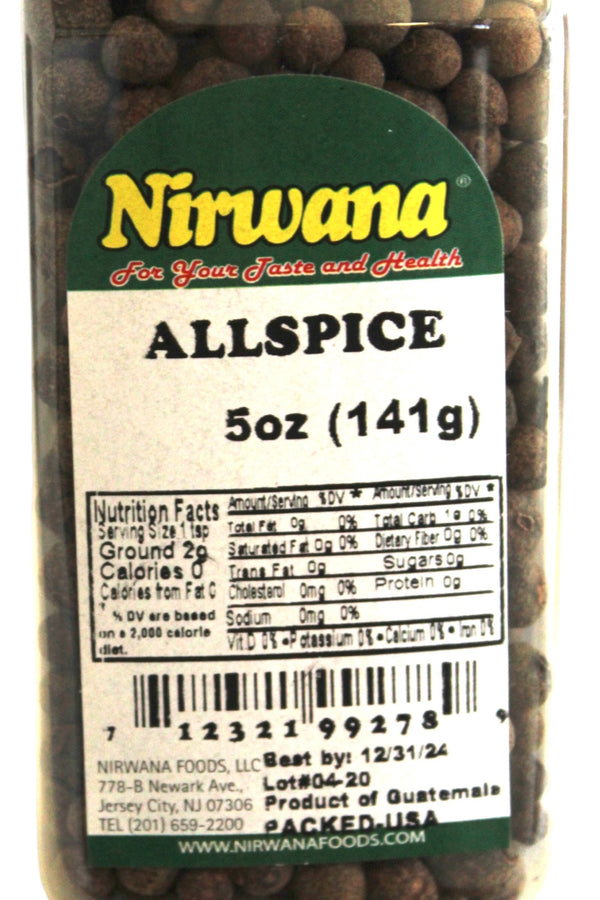 Nirwana®
For Your Taste and Health
ALLSPICE
5oz (141g)
Nutrition Facts
Serving Size 1 tsp
Ground 2g
Calories 0
Calories from Fat 0
* % DV are based
on a 2,000 calorie
diet.
Amount/Serving %DV *
Total Fat 0g 0%
Saturated Fat 0g 0%
Trans Fat 0g
Cholesterol 0mg 0%
Sodium 0mg 0%
Amount/Serving %DV *
Total Carb 1g 0%
Dietary Fiber 0g 0%
Sugars 0g
Protein 0g
Vit.D 0% • Potassium 0% • Calcium 0% • Iron 0%
7 12321 99278 9
NIRWANA FOODS, LLC
778-B Newark Ave.,
Jersey City, NJ 07306
TEL (201) 659-2200
Best by: 12/31/24
Lot#04-20
Product of Guatemala
PACKED-USA
WWW.NIRWANAFOODS.COM